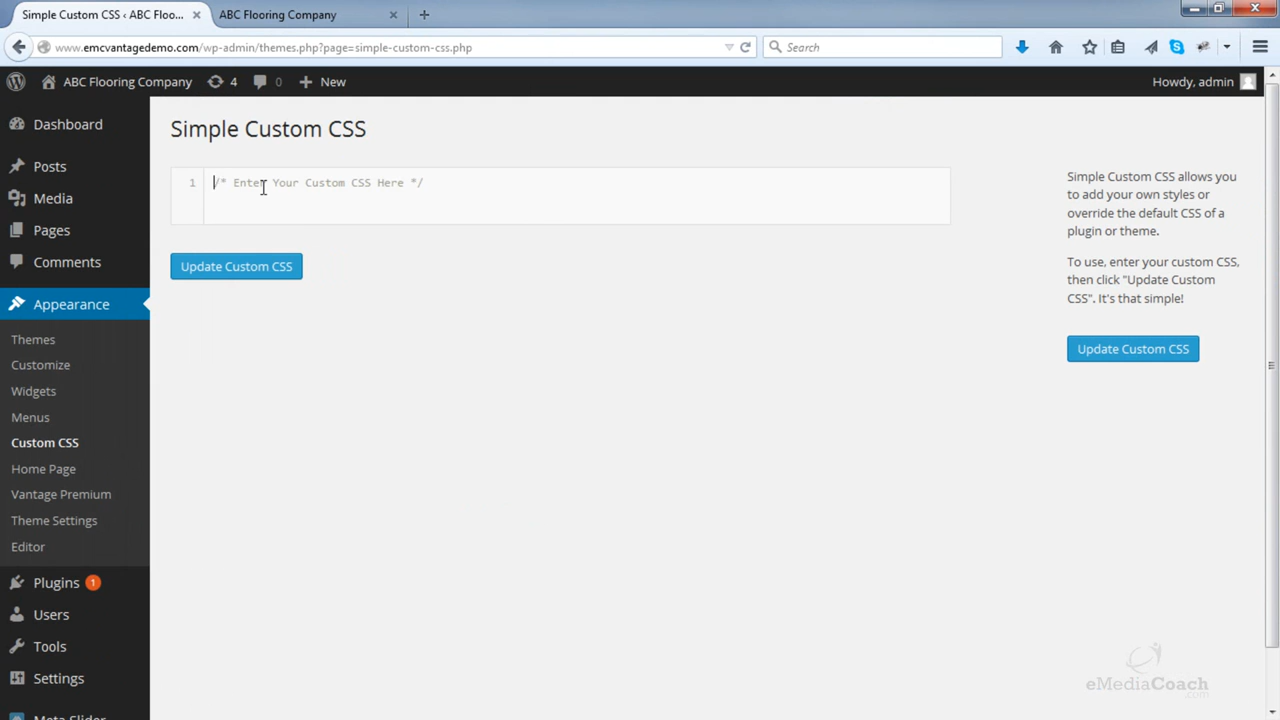 Simple Custom CSS ‹ ABC Floo...
ABC Flooring Company
www.emcvantagedemo.com/wp-admin/themes.php?page=simple-custom-css.php
Search
ABC Flooring Company
4
0
New
Howdy, admin
Dashboard
Posts
Media
Pages
Comments
Appearance
Themes
Customize
Widgets
Menus
Custom CSS
Home Page
Vantage Premium
Theme Settings
Editor
Plugins 1
Users
Tools
Settings
Meta Slider
Simple Custom CSS
1 /* Enter Your Custom CSS Here */
Update Custom CSS
Simple Custom CSS allows you
to add your own styles or
override the default CSS of a
plugin or theme.
To use, enter your custom CSS,
then click "Update Custom
CSS". It's that simple!
Update Custom CSS
eMediaCoach
.com